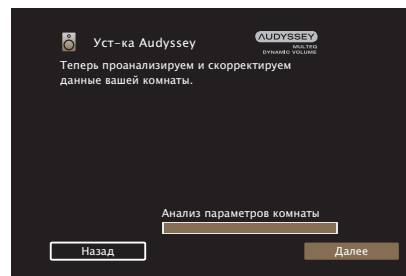 Уст-ка Audyssey
AUDYSSEY
MULTEQ
DYNAMIC VOLUME
Теперь проанализируем и скорректируем
данные вашей комнаты.
Анализ параметров комнаты
Назад
Далее